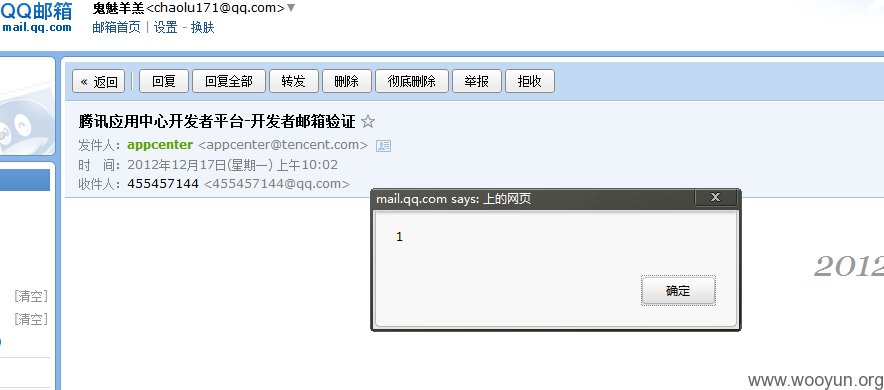 QQ邮箱
mail.qq.com
鬼魅羊羔<chaolu171@qq.com>▼
邮箱首页 | 设置 - 换肤
« 返回 回复 回复全部 转发 删除 彻底删除 举报 拒收
腾讯应用中心开发者平台-开发者邮箱验证 ☆
发件人：appcenter <appcenter@tencent.com>
时 间：2012年12月17日(星期一) 上午10:02
收件人：455457144 <455457144@qq.com>
mail.qq.com says: 上的网页 X
1
确定
2012
[清空]
[清空]
www.wooyun.org